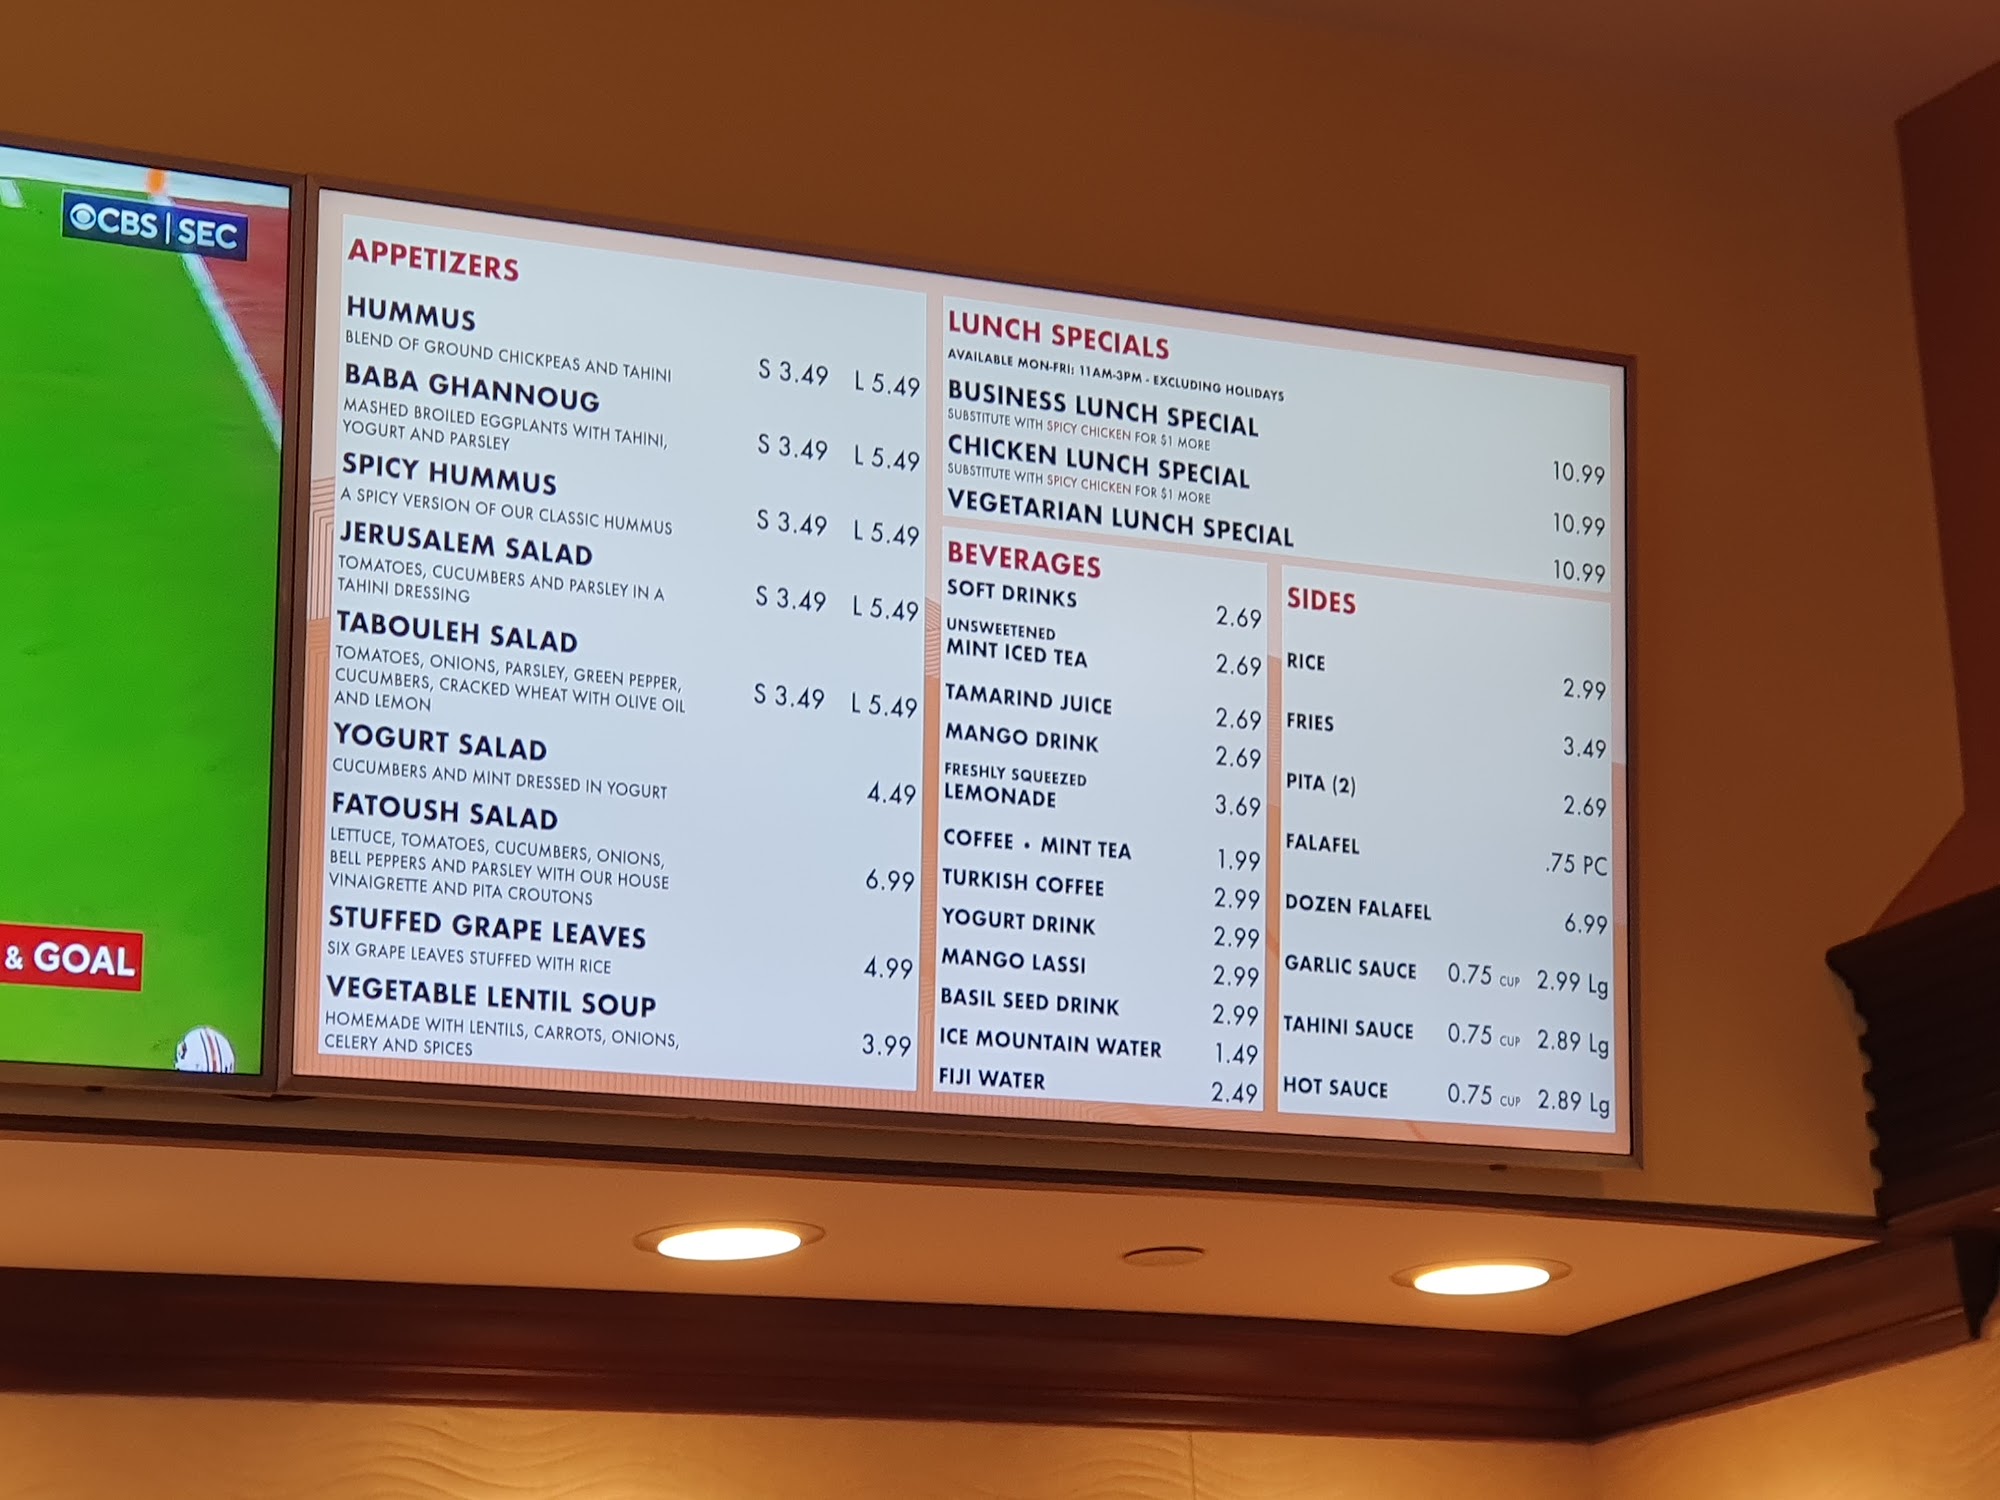 CBS | SEC
& GOAL
APPETIZERS
HUMMUS
BLEND OF GROUND CHICKPEAS AND TAHINI S 3.49 L 5.49
BABA GHANNOUG
MASHED BROILED EGGPLANTS WITH TAHINI,
YOGURT AND PARSLEY S 3.49 L 5.49
SPICY HUMMUS
A SPICY VERSION OF OUR CLASSIC HUMMUS S 3.49 L 5.49
JERUSALEM SALAD
TOMATOES, CUCUMBERS AND PARSLEY IN A
TAHINI DRESSING S 3.49 L 5.49
TABOULEH SALAD
TOMATOES, ONIONS, PARSLEY, GREEN PEPPER,
CUCUMBERS, CRACKED WHEAT WITH OLIVE OIL
AND LEMON S 3.49 L 5.49
YOGURT SALAD
CUCUMBERS AND MINT DRESSED IN YOGURT 4.49
FATOUSH SALAD
LETTUCE, TOMATOES, CUCUMBERS, ONIONS,
BELL PEPPERS AND PARSLEY WITH OUR HOUSE
VINAIGRETTE AND PITA CROUTONS 6.99
STUFFED GRAPE LEAVES
SIX GRAPE LEAVES STUFFED WITH RICE 4.99
VEGETABLE LENTIL SOUP
HOMEMADE WITH LENTILS, CARROTS, ONIONS,
CELERY AND SPICES 3.99
LUNCH SPECIALS
AVAILABLE MON-FRI: 11AM-3PM - EXCLUDING HOLIDAYS
BUSINESS LUNCH SPECIAL 10.99
SUBSTITUTE WITH SPICY CHICKEN FOR $1 MORE
CHICKEN LUNCH SPECIAL 10.99
SUBSTITUTE WITH SPICY CHICKEN FOR $1 MORE
VEGETARIAN LUNCH SPECIAL 10.99
BEVERAGES
SOFT DRINKS 2.69
UNSWEETENED
MINT ICED TEA 2.69
TAMARIND JUICE 2.69
MANGO DRINK 2.69
FRESHLY SQUEEZED
LEMONADE 3.69
COFFEE • MINT TEA 1.99
TURKISH COFFEE 2.99
YOGURT DRINK 2.99
MANGO LASSI 2.99
BASIL SEED DRINK 2.99
ICE MOUNTAIN WATER 1.49
FIJI WATER 2.49
SIDES
RICE 2.99
FRIES 3.49
PITA (2) 2.69
FALAFEL .75 PC
DOZEN FALAFEL 6.99
GARLIC SAUCE 0.75 CUP 2.99 Lg
TAHINI SAUCE 0.75 CUP 2.89 Lg
HOT SAUCE 0.75 CUP 2.89 Lg